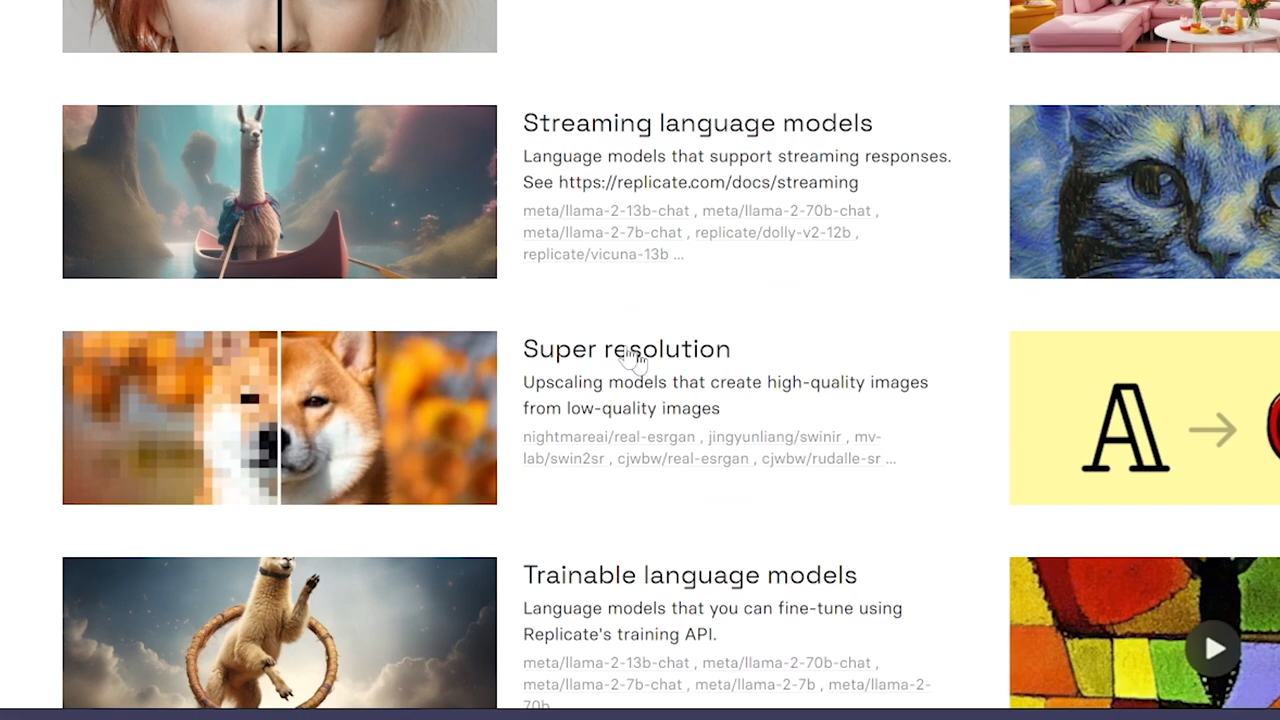 Streaming language models
Language models that support streaming responses.
See https://replicate.com/docs/streaming
meta/llama-2-13b-chat , meta/llama-2-70b-chat ,
meta/llama-2-7b-chat , replicate/dolly-v2-12b ,
replicate/vicuna-13b ...
Super resolution
Upscaling models that create high-quality images
from low-quality images
nightmareai/real-esrgan , jingyunliang/swinir , mv-
lab/swin2sr , cjwbw/real-esrgan , cjwbw/rudalle-sr ...
A
Trainable language models
Language models that you can fine-tune using
Replicate's training API.
meta/llama-2-13b-chat , meta/llama-2-70b-chat ,
meta/llama-2-7b-chat , meta/llama-2-7b , meta/llama-2-
70b